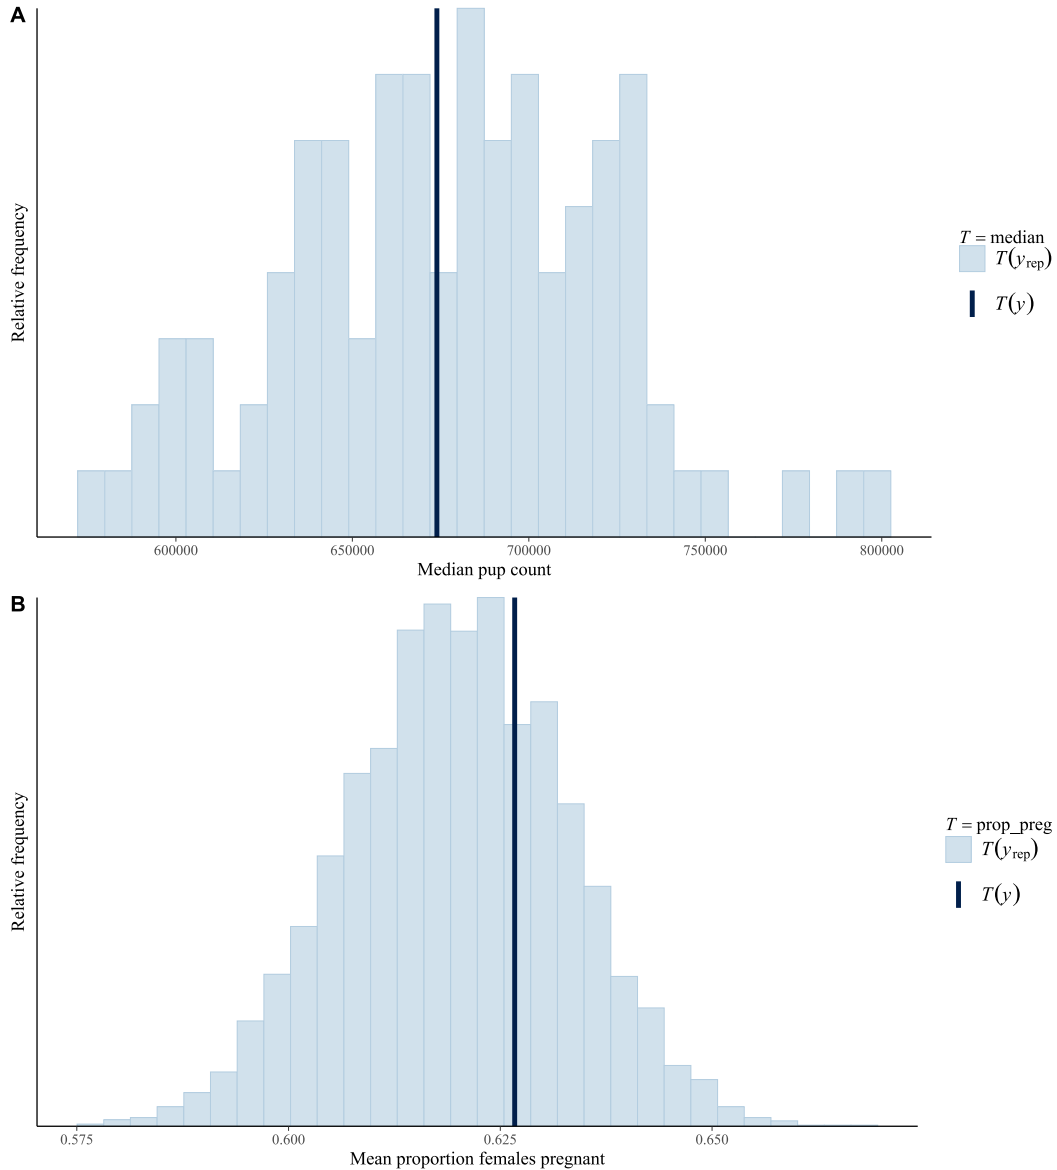 A
Relative frequency
600000 650000 700000 750000 800000
Median pup count
T = median
T(yrep)
T(y)
B
Relative frequency
0.575 0.600 0.625 0.650
Mean proportion females pregnant
T = prop_preg
T(yrep)
T(y)